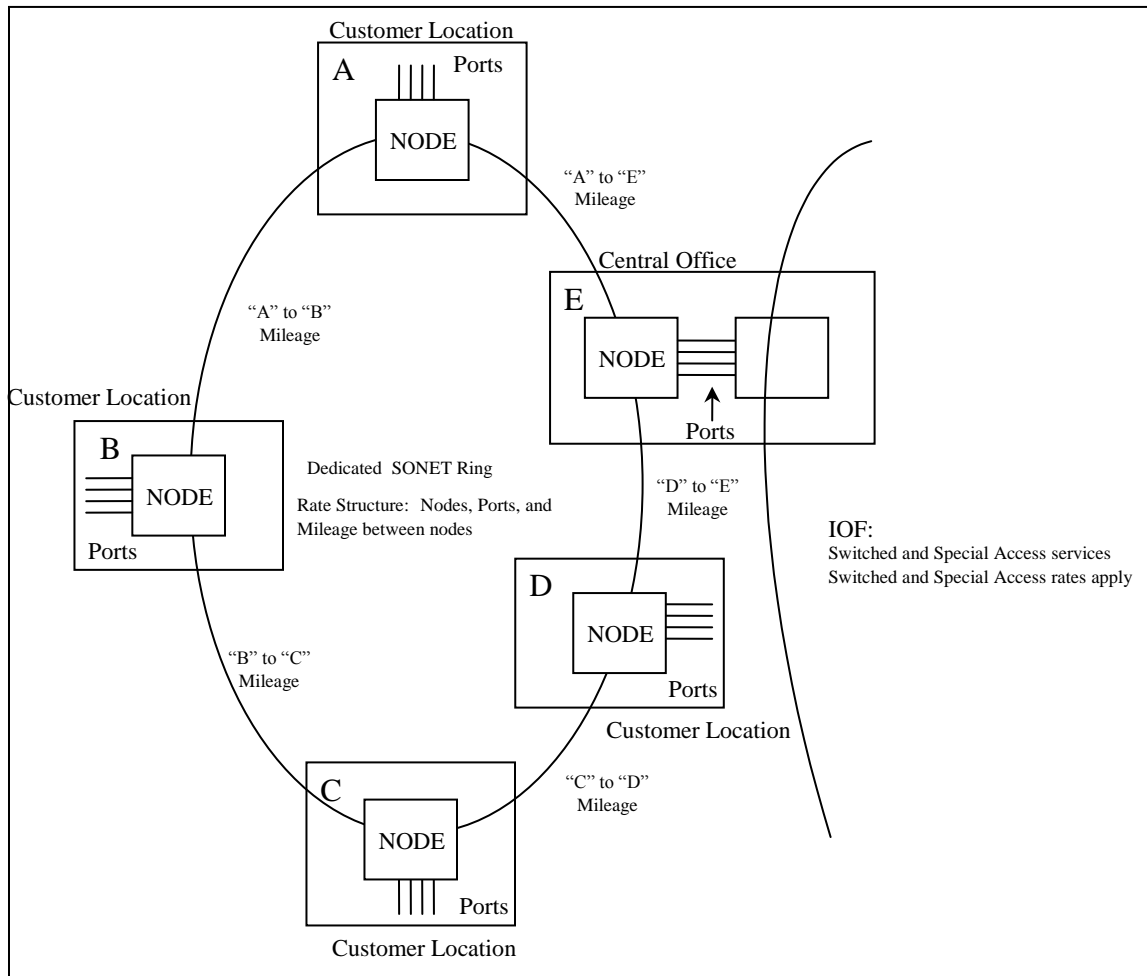 Customer Location
A
Ports
NODE
“A” to “E”
Mileage
Central Office
E
NODE
Ports
“A” to “B”
Mileage
Customer Location
B
NODE
Ports
Dedicated SONET Ring
Rate Structure: Nodes, Ports, and
Mileage between nodes
“D” to “E”
Mileage
IOF:
Switched and Special Access services
Switched and Special Access rates apply
D
NODE
Ports
Customer Location
“B” to “C”
Mileage
“C” to “D”
Mileage
C
NODE
Ports
Customer Location